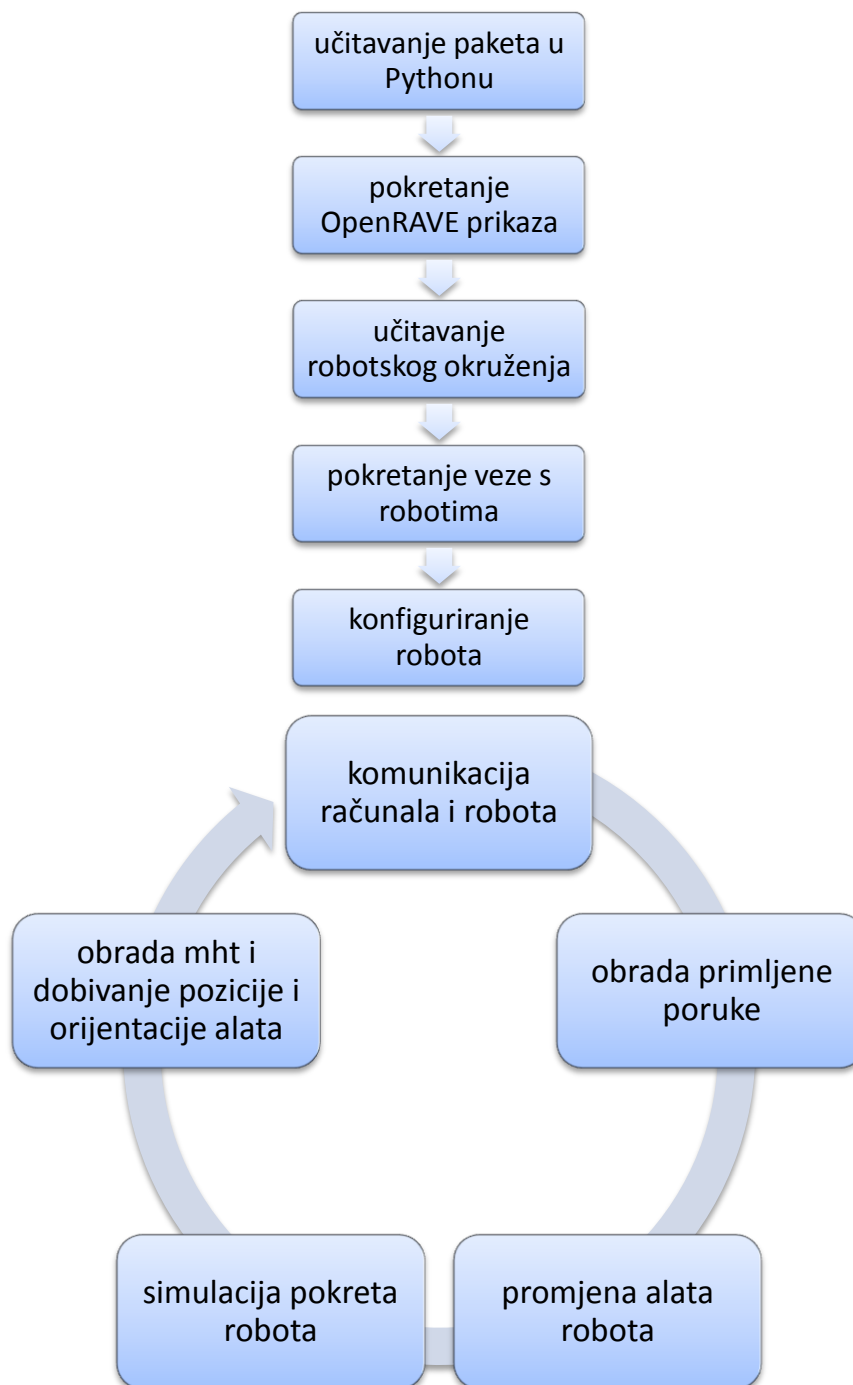 učitavanje paketa u
Pythonu
pokretanje
OpenRAVE prikaza
učitavanje
robotskog okruženja
pokretanje veze s
robotima
konfiguriranje
robota
komunikacija
računala i robota
obrada primljene
poruke
promjena alata
robota
simulacija pokreta
robota
obrada mht i
dobivanje pozicije i
orijentacije alata